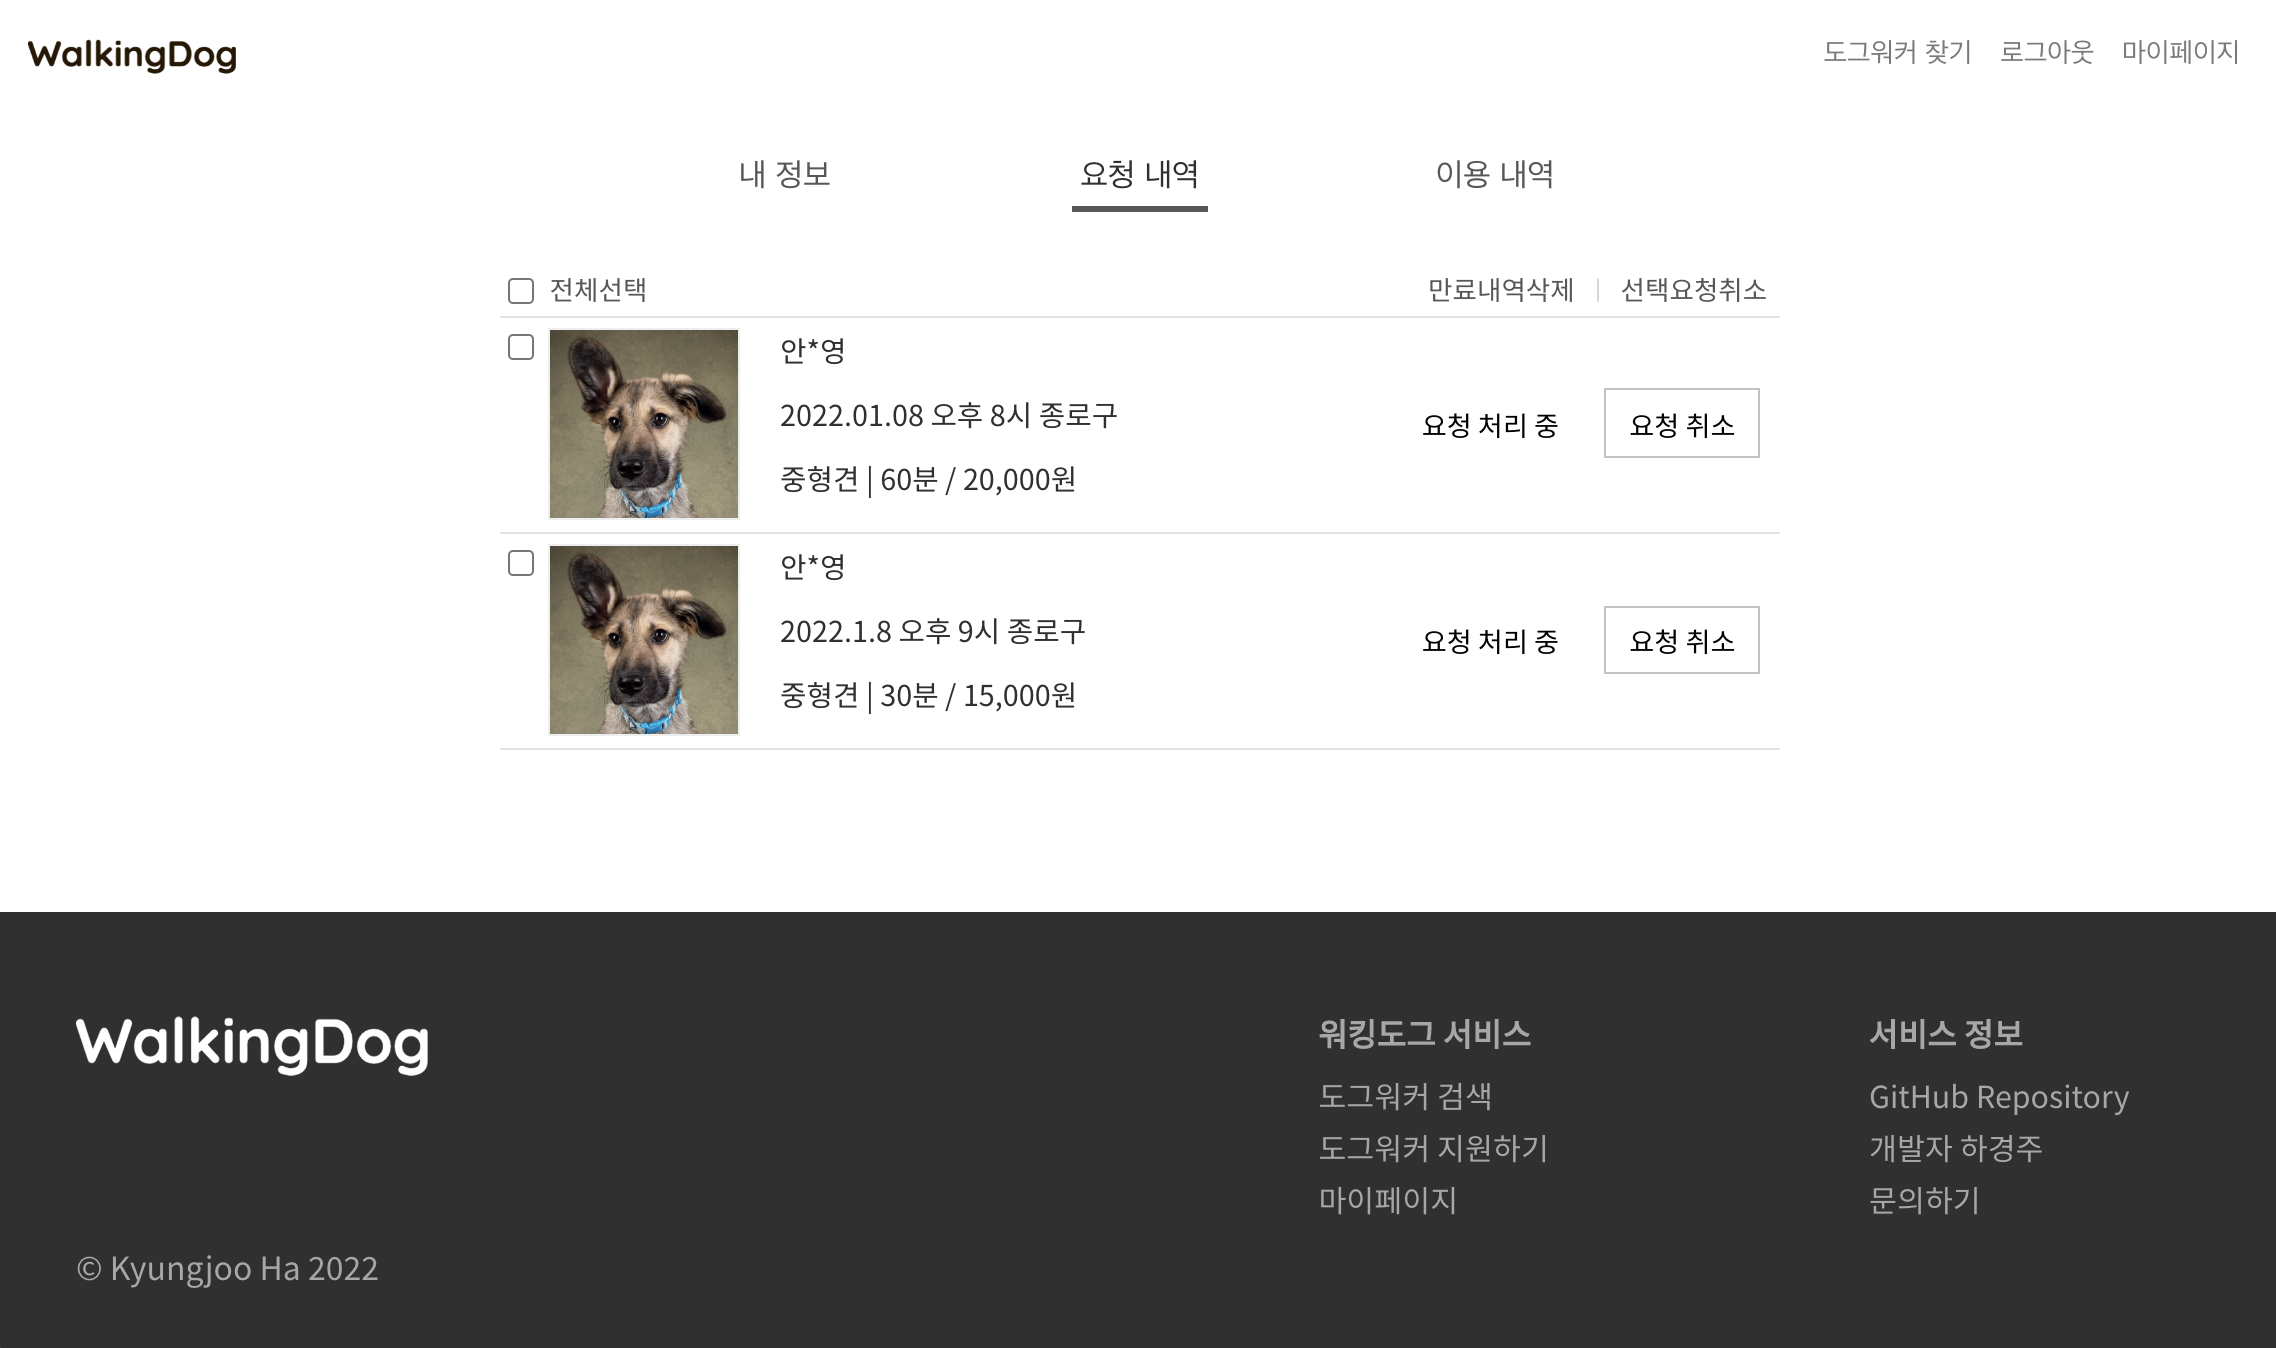 WalkingDog
도그워커 찾기 로그아웃 마이페이지
내 정보 요청 내역 이용 내역
전체선택 만료내역삭제 | 선택요청취소
안*영
2022.01.08 오후 8시 종로구
중형견 | 60분 / 20,000원
요청 처리 중 요청 취소
안*영
2022.1.8 오후 9시 종로구
중형견 | 30분 / 15,000원
요청 처리 중 요청 취소
WalkingDog
© Kyungjoo Ha 2022
워킹도그 서비스
도그워커 검색
도그워커 지원하기
마이페이지
서비스 정보
GitHub Repository
개발자 하경주
문의하기